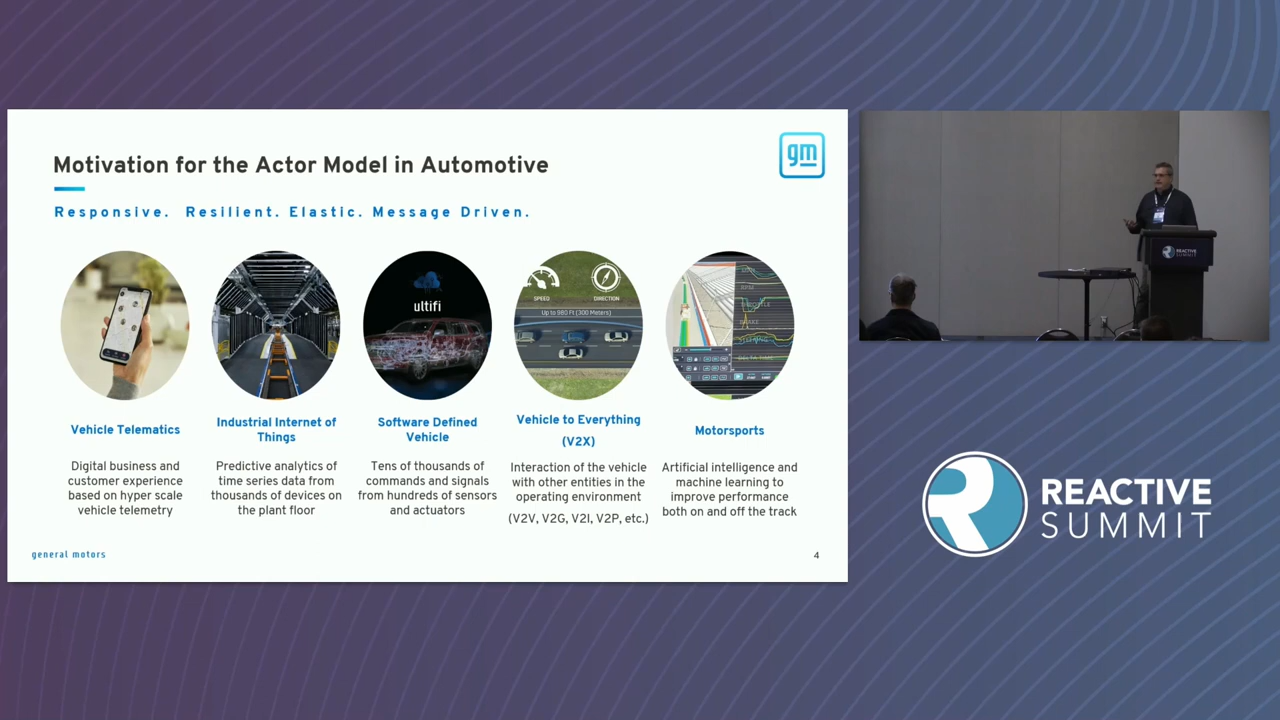 Motivation for the Actor Model in Automotive
gm
Responsive. Resilient. Elastic. Message Driven.
ultifi
SPEED
DIRECTION
Up to 980 Ft (300 Meters)
THROTTLE
BRAKE
STEERING
DELTA TIME
Vehicle Telematics
Digital business and
customer experience
based on hyper scale
vehicle telemetry
Industrial Internet of
Things
Predictive analytics of
time series data from
thousands of devices on
the plant floor
Software Defined
Vehicle
Tens of thousands of
commands and signals
from hundreds of sensors
and actuators
Vehicle to Everything
(V2X)
Interaction of the vehicle
with other entities in the
operating environment
(V2V, V2G, V2I, V2P, etc.)
Motorsports
Artificial intelligence and
machine learning to
improve performance
both on and off the track
general motors
4
REACTIVE
SUMMIT
REACTIVE
SUMMIT